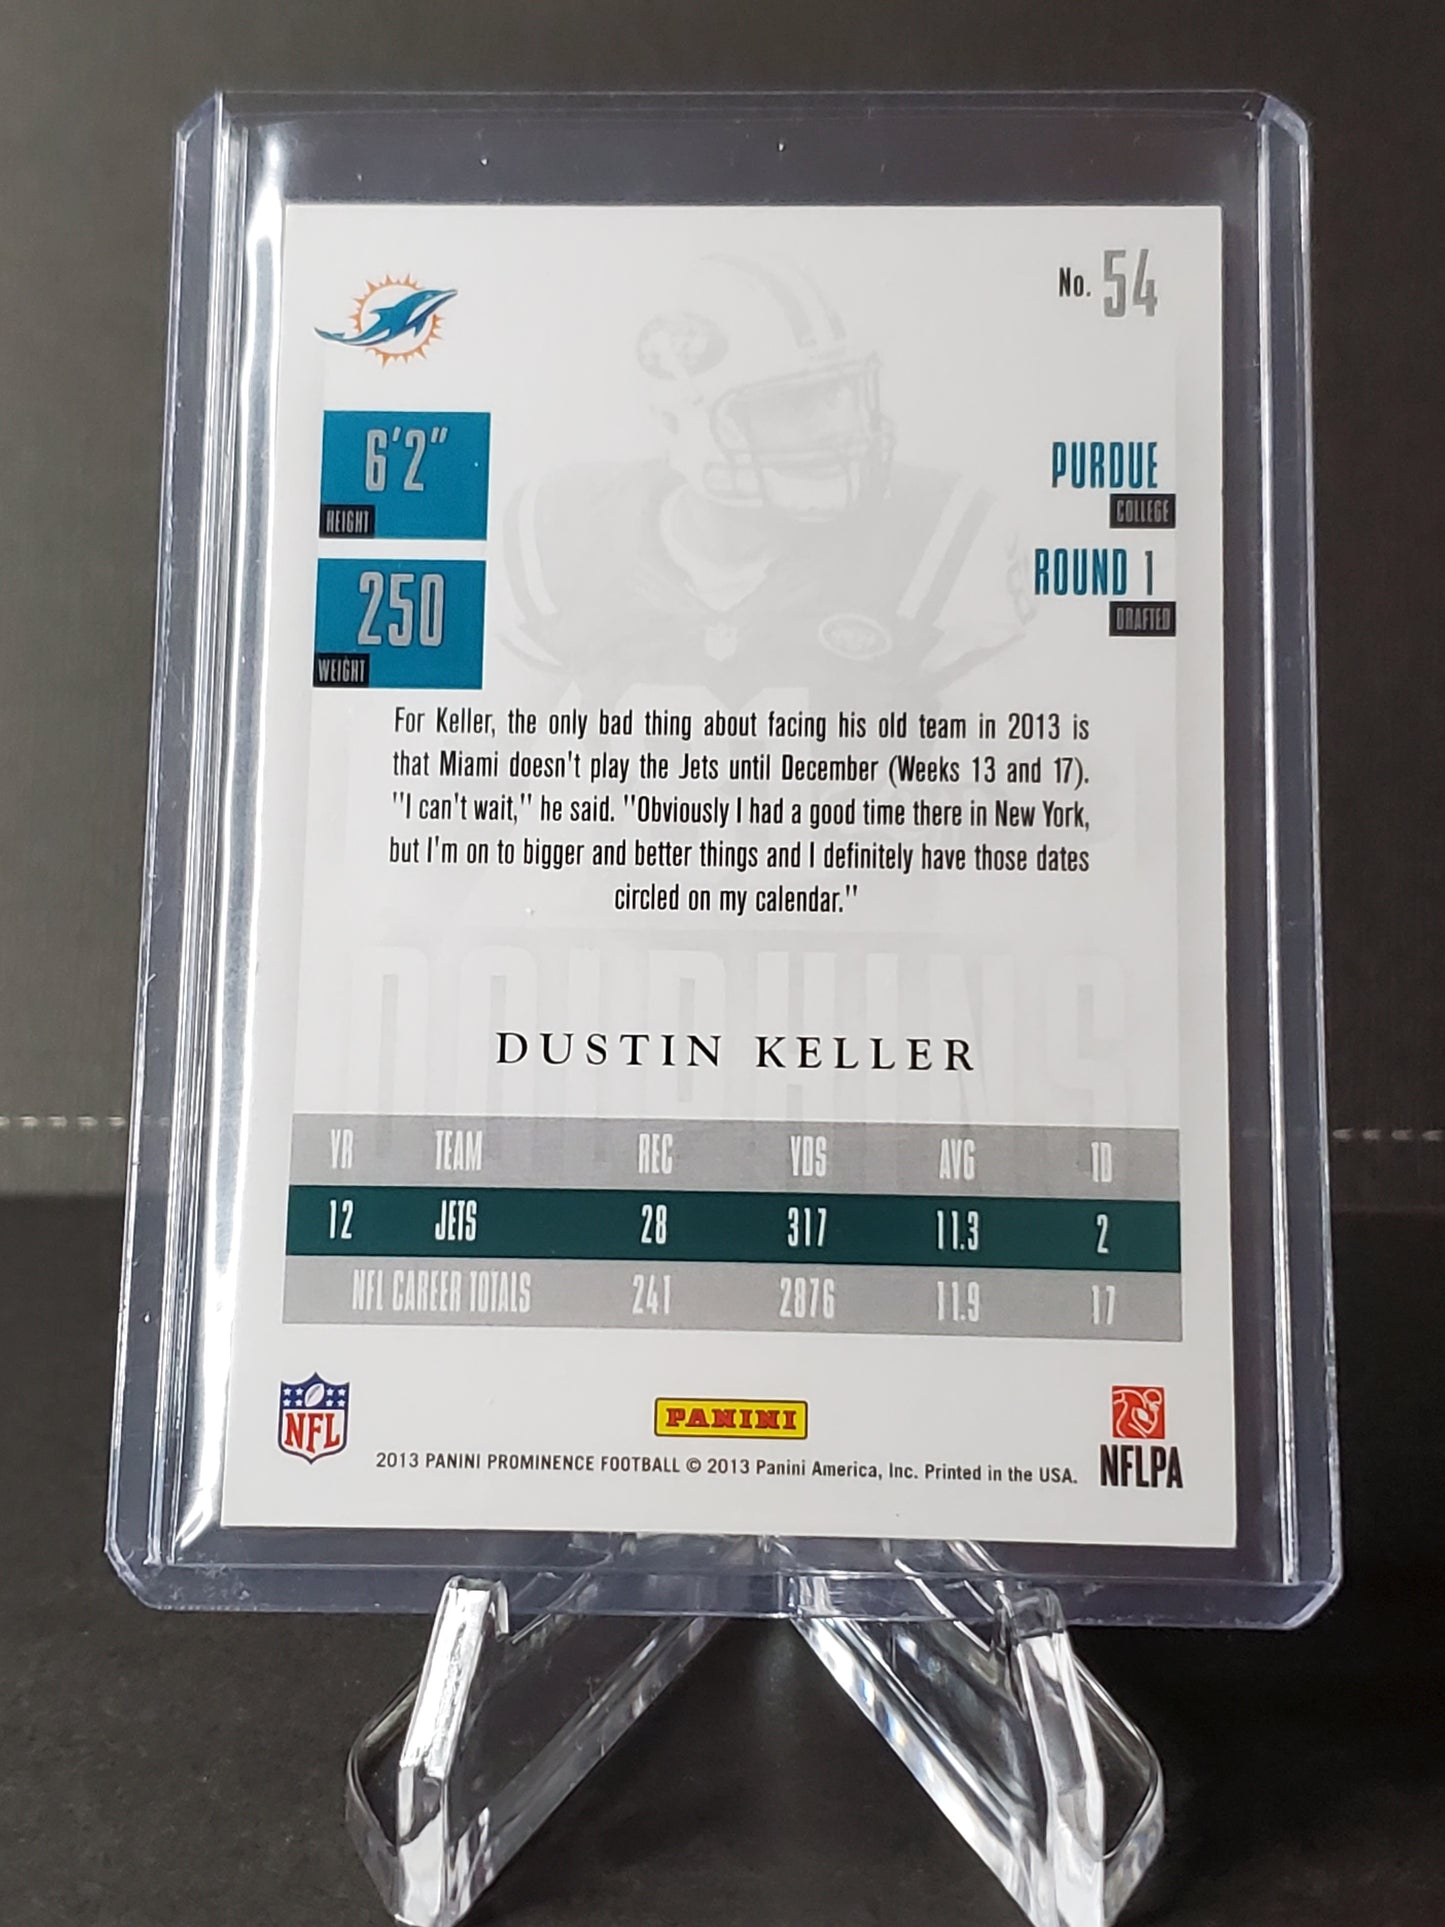 No. 54
6'2"
HEIGHT
PURDUE
COLLEGE
250
WEIGHT
ROUND 1
DRAFTED
For Keller, the only bad thing about facing his old team in 2013 is
that Miami doesn't play the Jets until December (Weeks 13 and 17).
"I can't wait," he said. "Obviously I had a good time there in New York,
but I'm on to bigger and better things and I definitely have those dates
circled on my calendar."
DOLPHINS
DUSTIN KELLER
YR TEAM REC YDS AVG TD
12 JETS 28 317 11.3 2
NFL CAREER TOTALS 241 2876 11.9 17
NFL
PANINI
NFLPA
2013 PANINI PROMINENCE FOOTBALL © 2013 Panini America, Inc. Printed in the USA.